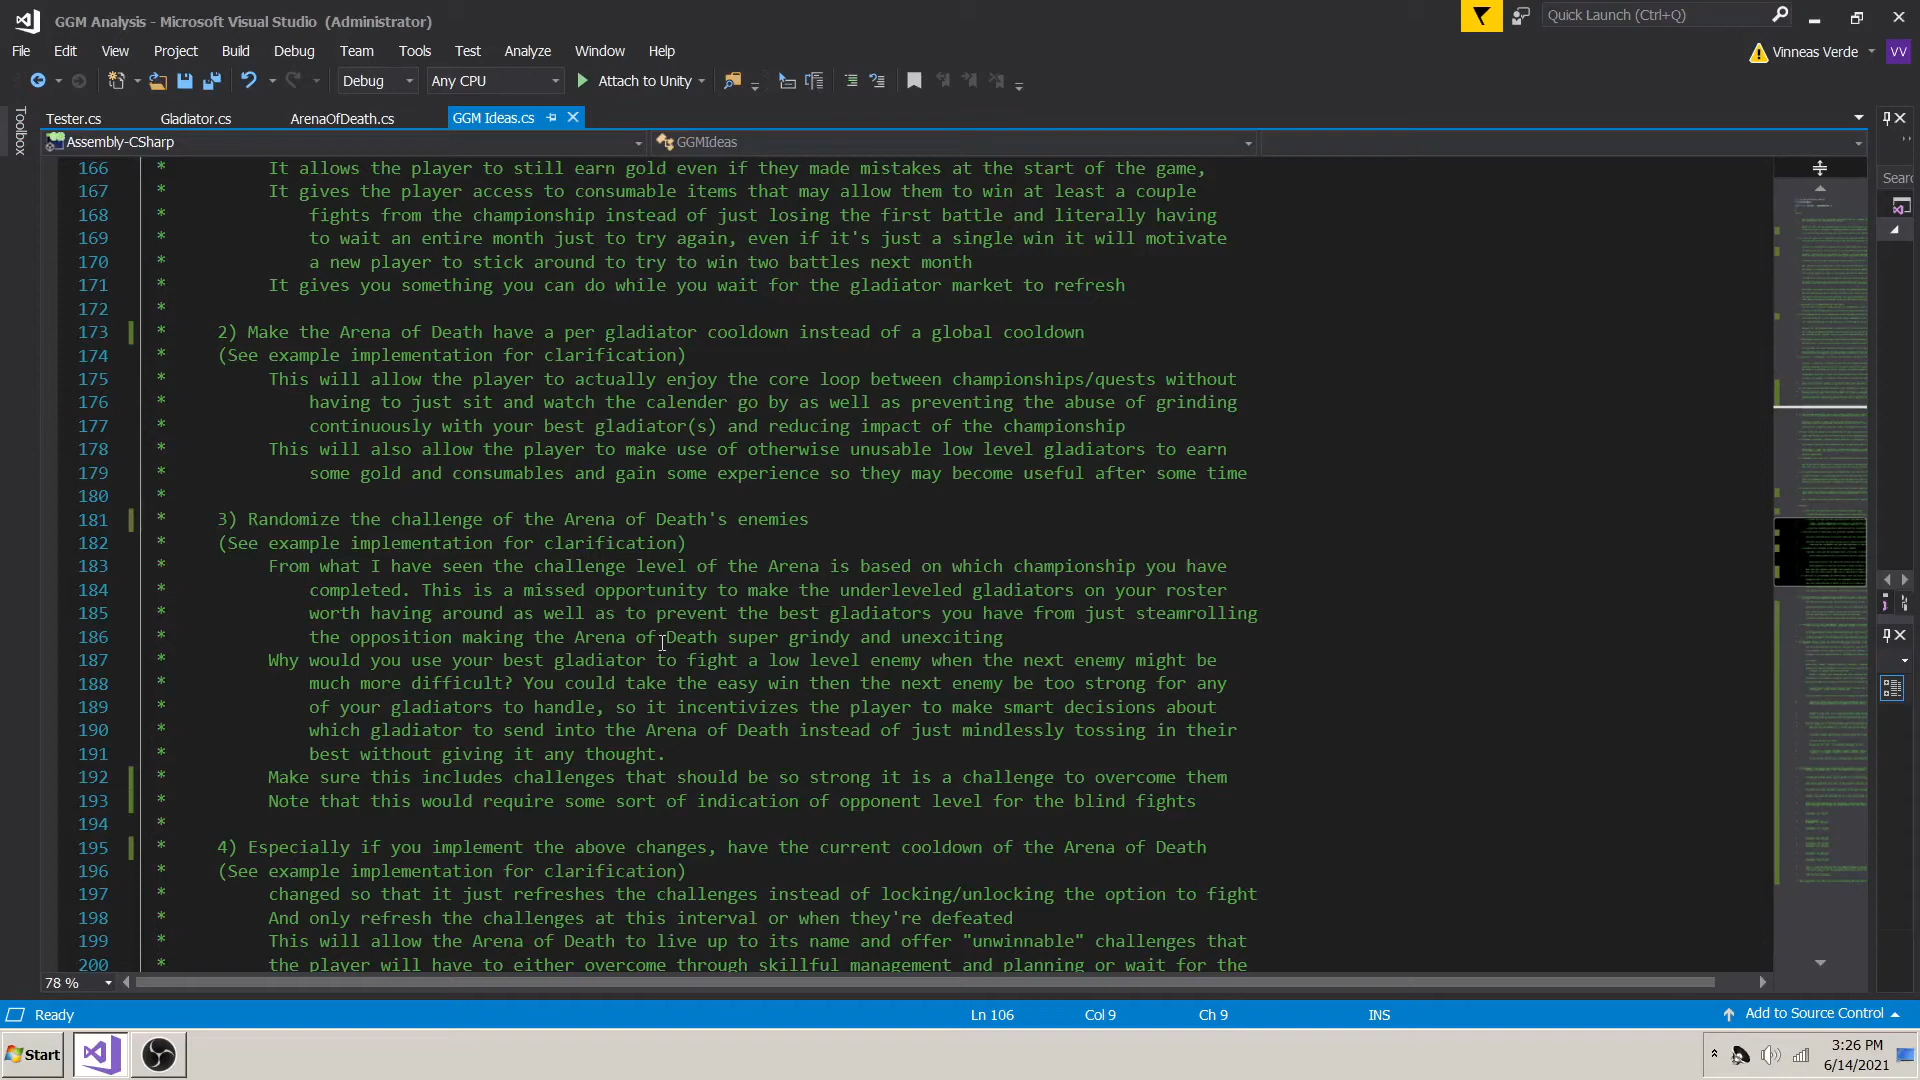 GGM Analysis - Microsoft Visual Studio (Administrator)
Quick Launch (Ctrl+Q)
File Edit View Project Build Debug Team Tools Test Analyze Window Help
Vinneas Verde VV
Debug Any CPU Attach to Unity
Toolbox
Tester.cs Gladiator.cs ArenaOfDeath.cs GGM Ideas.cs
Assembly-CSharp GGMIdeas
Sear
166 * It allows the player to still earn gold even if they made mistakes at the start of the game,
167 * It gives the player access to consumable items that may allow them to win at least a couple
168 * fights from the championship instead of just losing the first battle and literally having
169 * to wait an entire month just to try again, even if it's just a single win it will motivate
170 * a new player to stick around to try to win two battles next month
171 * It gives you something you can do while you wait for the gladiator market to refresh
172 *
173 * 2) Make the Arena of Death have a per gladiator cooldown instead of a global cooldown
174 * (See example implementation for clarification)
175 * This will allow the player to actually enjoy the core loop between championships/quests without
176 * having to just sit and watch the calender go by as well as preventing the abuse of grinding
177 * continuously with your best gladiator(s) and reducing impact of the championship
178 * This will also allow the player to make use of otherwise unusable low level gladiators to earn
179 * some gold and consumables and gain some experience so they may become useful after some time
180 *
181 * 3) Randomize the challenge of the Arena of Death's enemies
182 * (See example implementation for clarification)
183 * From what I have seen the challenge level of the Arena is based on which championship you have
184 * completed. This is a missed opportunity to make the underleveled gladiators on your roster
185 * worth having around as well as to prevent the best gladiators you have from just steamrolling
186 * the opposition making the Arena of Death super grindy and unexciting
187 * Why would you use your best gladiator to fight a low level enemy when the next enemy might be
188 * much more difficult? You could take the easy win then the next enemy be too strong for any
189 * of your gladiators to handle, so it incentivizes the player to make smart decisions about
190 * which gladiator to send into the Arena of Death instead of just mindlessly tossing in their
191 * best without giving it any thought.
192 * Make sure this includes challenges that should be so strong it is a challenge to overcome them
193 * Note that this would require some sort of indication of opponent level for the blind fights
194 *
195 * 4) Especially if you implement the above changes, have the current cooldown of the Arena of Death
196 * (See example implementation for clarification)
197 * changed so that it just refreshes the challenges instead of locking/unlocking the option to fight
198 * And only refresh the challenges at this interval or when they're defeated
199 * This will allow the Arena of Death to live up to its name and offer "unwinnable" challenges that
200 * the player will have to either overcome through skillful management and planning or wait for the
78 %
Ready Ln 106 Col 9 Ch 9 INS Add to Source Control
Start 3:26 PM
6/14/2021